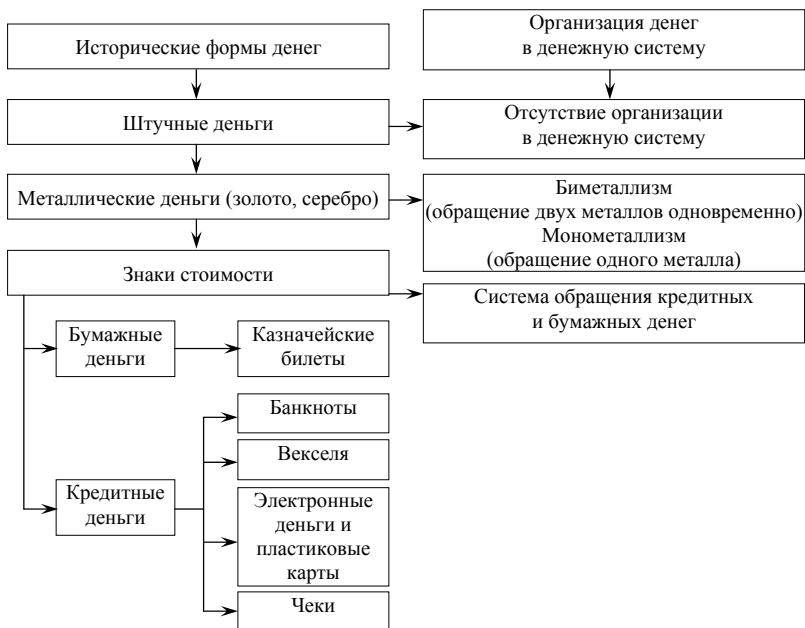 Исторические формы денег
Организация денег
в денежную систему
Штучные деньги
Отсутствие организации
в денежную систему
Металлические деньги (золото, серебро)
Биметаллизм
(обращение двух металлов одновременно)
Монометаллизм
(обращение одного металла)
Знаки стоимости
Система обращения кредитных
и бумажных денег
Бумажные
деньги
Казначейские
билеты
Кредитные
деньги
Банкноты
Векселя
Электронные
деньги и
пластиковые
карты
Чеки